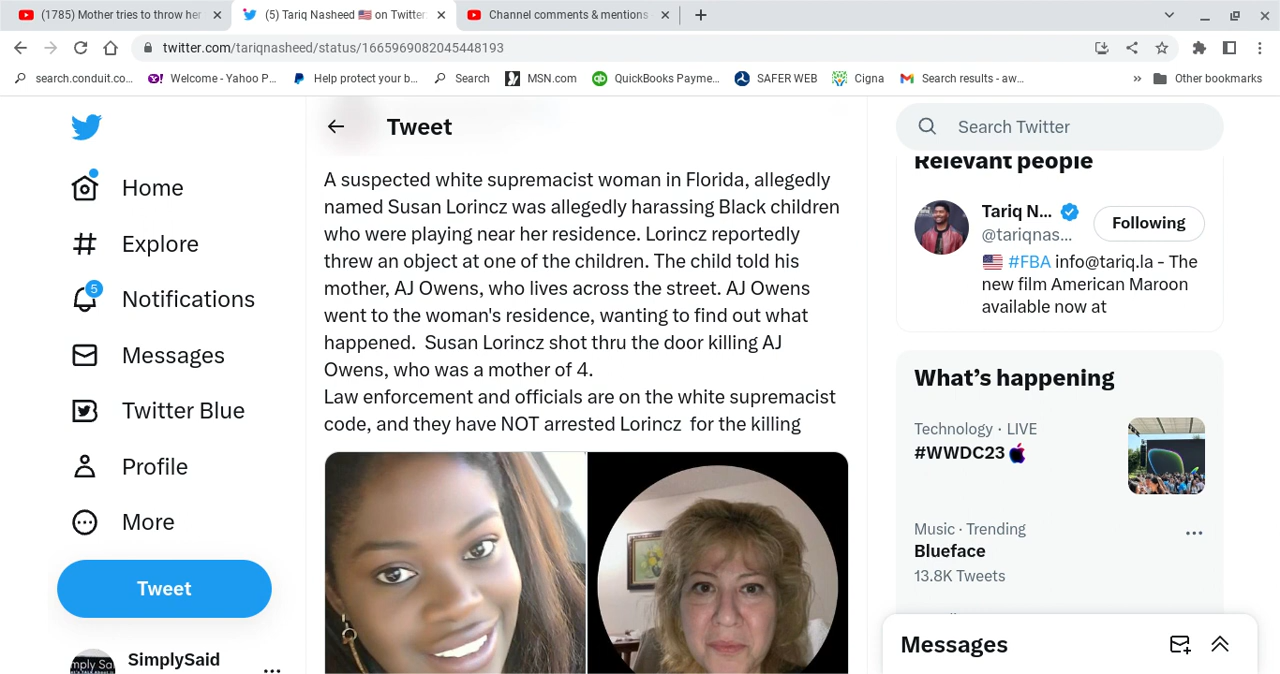 (1785) Mother tries to throw her
(5) Tariq Nasheed 🇺🇸 on Twitter:
Channel comments & mentions
twitter.com/tariqnasheed/status/1665969082045448193
search.conduit.co...
Welcome - Yahoo P...
Help protect your b...
Search
MSN.com
QuickBooks Payme...
SAFER WEB
Cigna
Search results - aw...
»
Other bookmarks
Home
Explore
5
Notifications
Messages
Twitter Blue
Profile
More
Tweet
SimplySaid
Tweet
A suspected white supremacist woman in Florida, allegedly
named Susan Lorincz was allegedly harassing Black children
who were playing near her residence. Lorincz reportedly
threw an object at one of the children. The child told his
mother, AJ Owens, who lives across the street. AJ Owens
went to the woman's residence, wanting to find out what
happened.  Susan Lorincz shot thru the door killing AJ
Owens, who was a mother of 4.
Law enforcement and officials are on the white supremacist
code, and they have NOT arrested Lorincz  for the killing
Search Twitter
Relevant people
Tariq N...
@tariqnas...
Following
🇺🇸 #FBA info@tariq.la - The
new film American Maroon
available now at
What's happening
Technology · LIVE
#WWDC23
Music · Trending
Blueface
13.8K Tweets
Messages